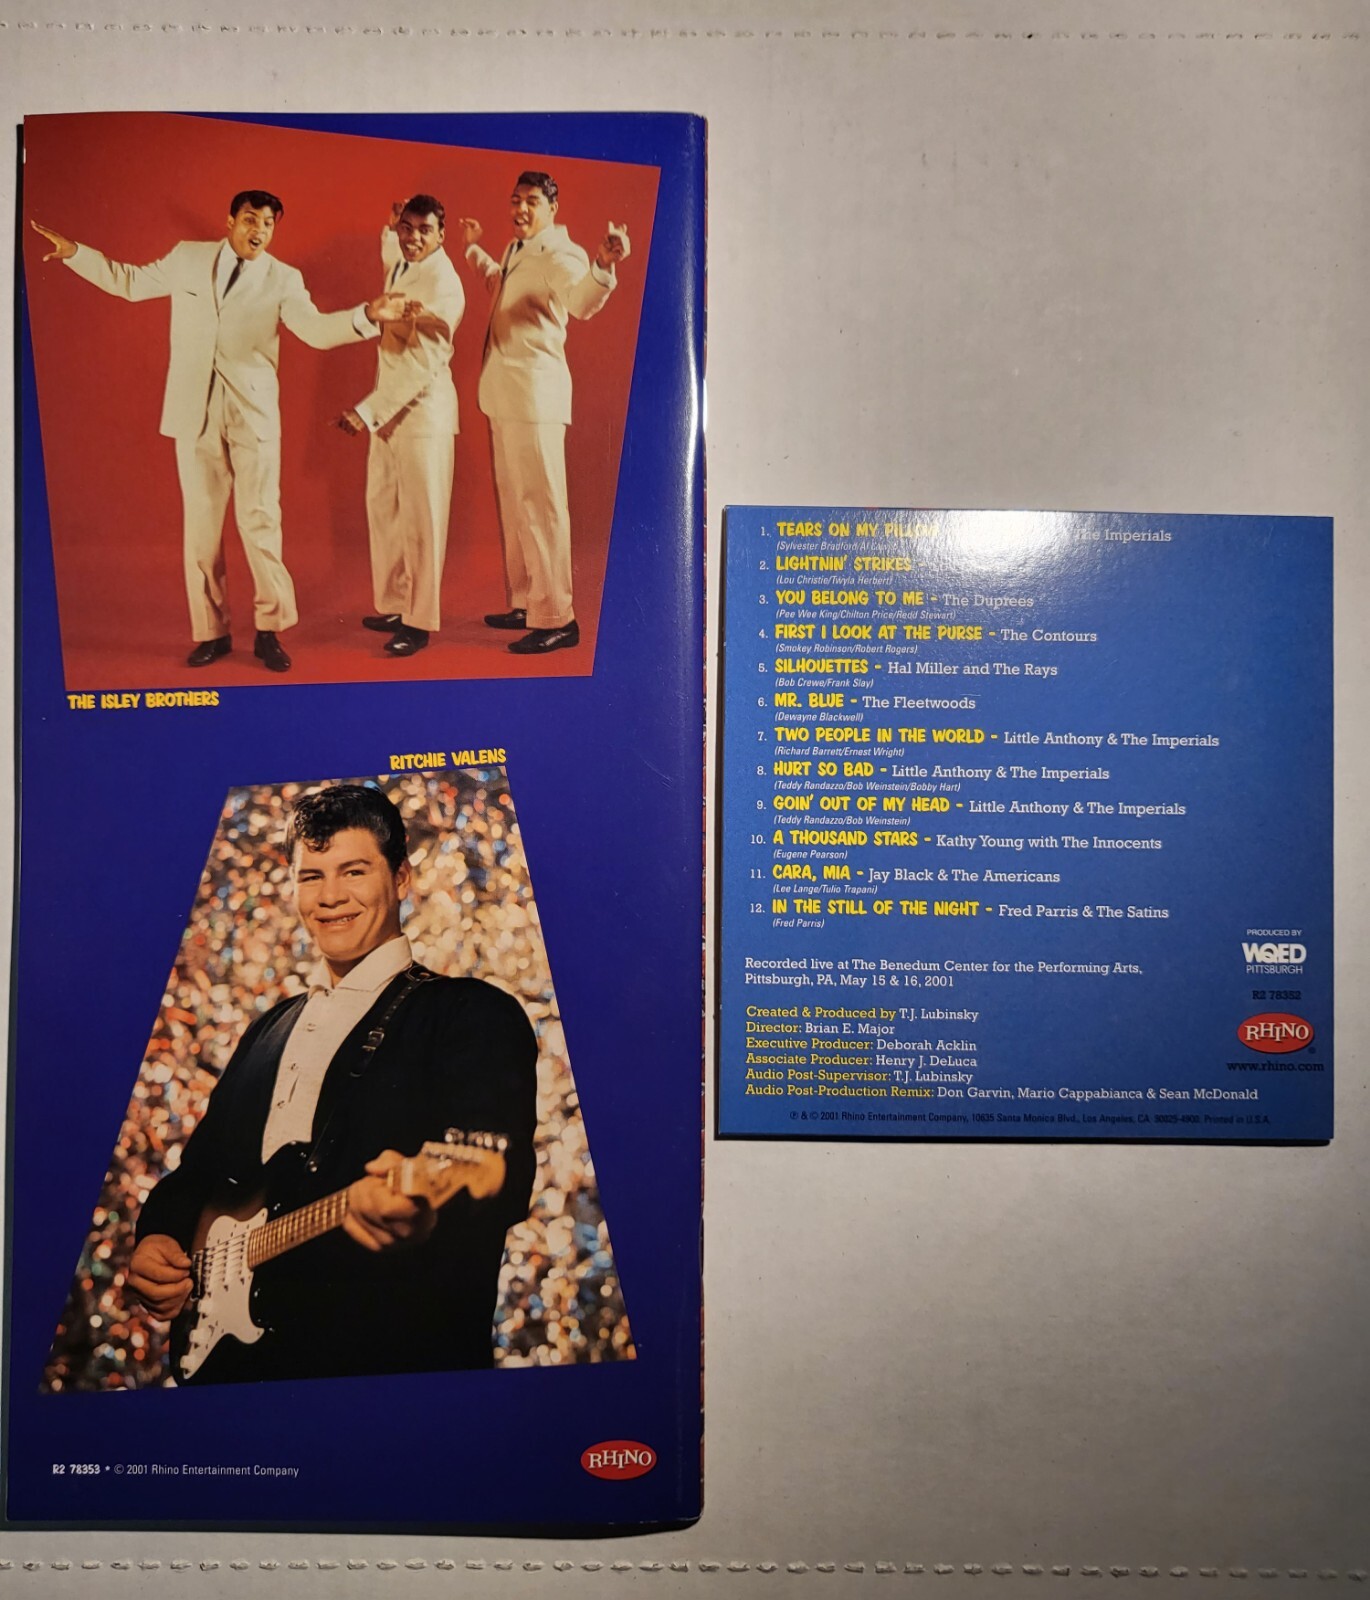 THE ISLEY BROTHERS
RITCHIE VALENS
R2 78353 • © 2001 Rhino Entertainment Company
RHINO
1. TEARS ON MY PILLOW The Imperials
(Sylvester Bradford/Al
2. LIGHTNIN' STRIKES -
(Lou Christie/Twyla Herbert)
3. YOU BELONG TO ME - The Duprees
(Pee Wee King/Chilton Price/Redd Stewart)
4. FIRST I LOOK AT THE PURSE - The Contours
(Smokey Robinson/Robert Rogers)
5. SILHOUETTES - Hal Miller and The Rays
(Bob Crewe/Frank Slay)
6. MR. BLUE - The Fleetwoods
(Dewayne Blackwell)
7. TWO PEOPLE IN THE WORLD - Little Anthony & The Imperials
(Richard Barrett/Ernest Wright)
8. HURT SO BAD - Little Anthony & The Imperials
(Teddy Randazzo/Bob Weinstein/Bobby Hart)
9. GOIN' OUT OF MY HEAD - Little Anthony & The Imperials
(Teddy Randazzo/Bob Weinstein)
10. A THOUSAND STARS - Kathy Young with The Innocents
(Eugene Pearson)
11. CARA, MIA - Jay Black & The Americans
(Lee Lange/Tulio Trapani)
12. IN THE STILL OF THE NIGHT - Fred Parris & The Satins
(Fred Parris)
PRODUCED BY
WQED
PITTSBURGH
R2 78352
RHINO
www.rhino.com
Recorded live at The Benedum Center for the Performing Arts,
Pittsburgh, PA, May 15 & 16, 2001
Created & Produced by T.J. Lubinsky
Director: Brian E. Major
Executive Producer: Deborah Acklin
Associate Producer: Henry J. DeLuca
Audio Post-Supervisor: T.J. Lubinsky
Audio Post-Production Remix: Don Garvin, Mario Cappabianca & Sean McDonald
℗ & © 2001 Rhino Entertainment Company, 10635 Santa Monica Blvd., Los Angeles, CA 90025-4900. Printed in U.S.A.